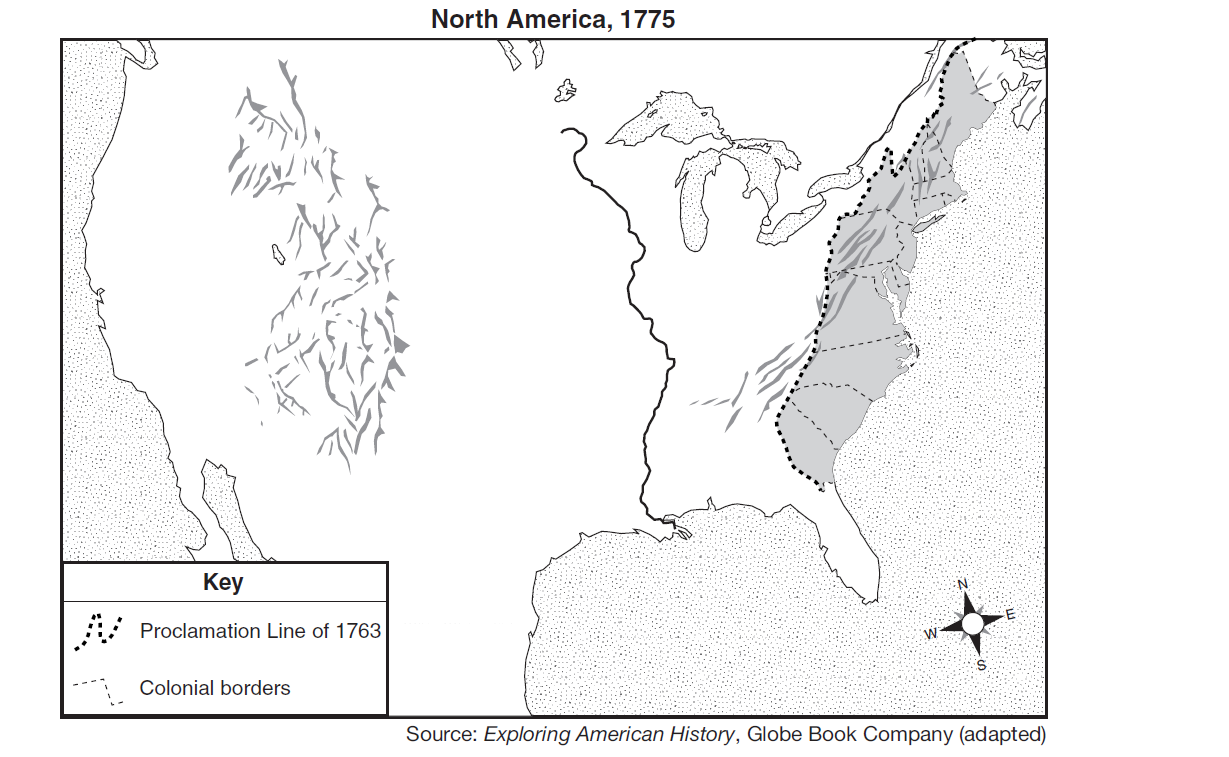 North America, 1775
N
E
W
S
Key
Proclamation Line of 1763
Colonial borders
Source: Exploring American History, Globe Book Company (adapted)